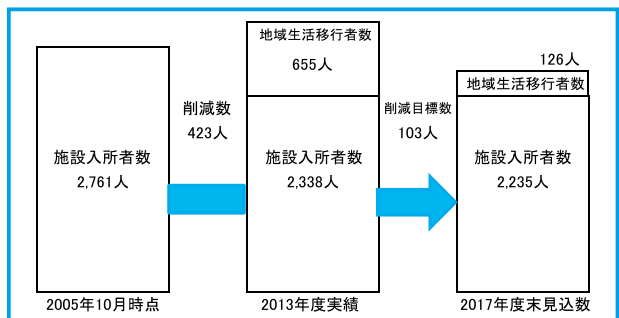 施設入所者数
2,761人
2005年10月時点
削減数
423人
地域生活移行者数
655人
施設入所者数
2,338人
2013年度実績
削減目標数
103人
126人
地域生活移行者数
施設入所者数
2,235人
2017年度末見込数